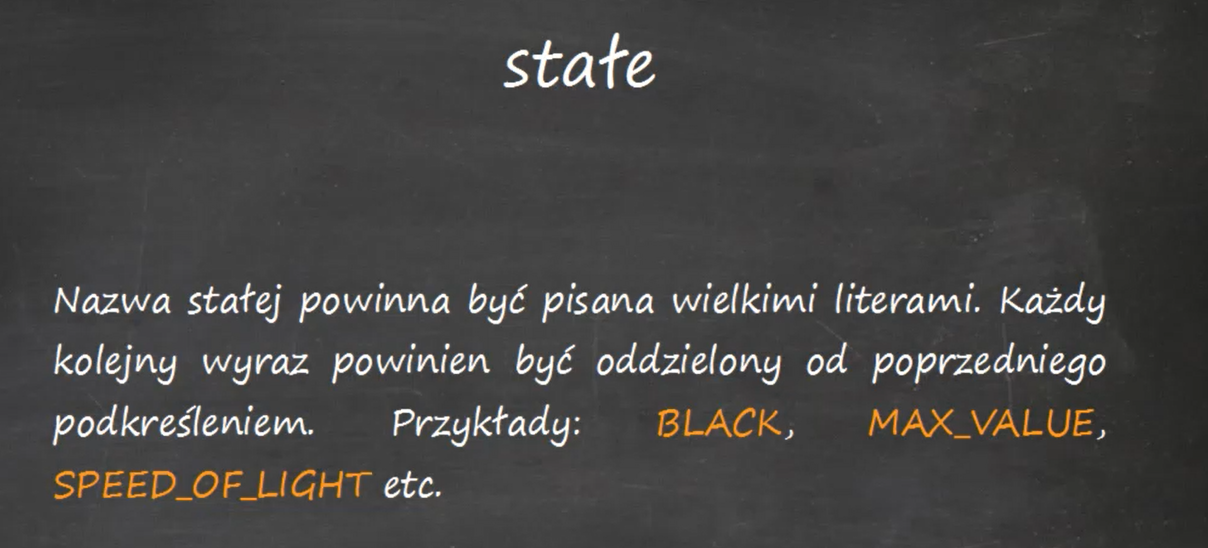 stałe
Nazwa stałej powinna być pisana wielkimi literami. Każdy
kolejny wyraz powinien być oddzielony od poprzedniego
podkreśleniem. Przykłady: BLACK, MAX_VALUE,
SPEED_OF_LIGHT etc.